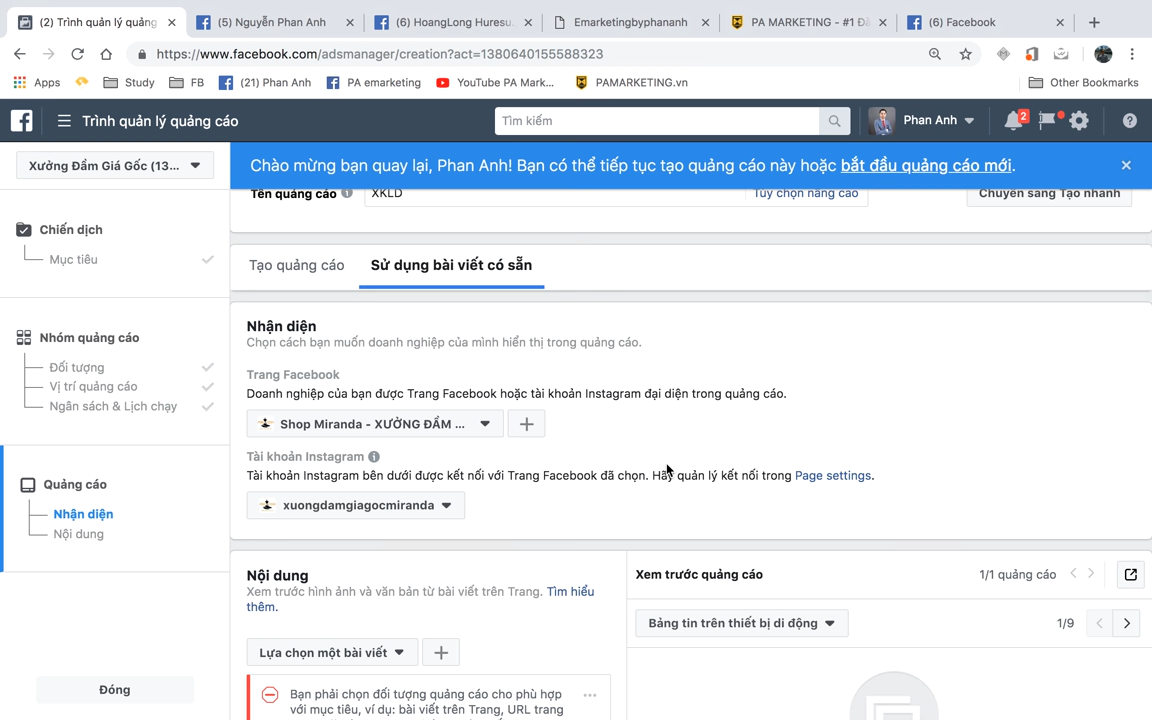 (2) Trình quản lý quảng
(5) Nguyễn Phan Anh
(6) HoangLong Huresu
Emarketingbyphananh
PA MARKETING - #1 Đ
(6) Facebook
https://www.facebook.com/adsmanager/creation?act=1380640155588323
Apps
Study
FB
(21) Phan Anh
PA emarketing
YouTube PA Mark...
PAMARKETING.vn
Other Bookmarks
Trình quản lý quảng cáo
Tìm kiếm
Phan Anh
2
Xưởng Đầm Giá Gốc (13...
Chào mừng bạn quay lại, Phan Anh! Bạn có thể tiếp tục tạo quảng cáo này hoặc bắt đầu quảng cáo mới.
Tên quảng cáo
XKLD
Tùy chọn nâng cao
Chuyển sang Tạo nhanh
Chiến dịch
Mục tiêu
Nhóm quảng cáo
Đối tượng
Vị trí quảng cáo
Ngân sách & Lịch chạy
Quảng cáo
Nhận diện
Nội dung
Đóng
Tạo quảng cáo
Sử dụng bài viết có sẵn
Nhận diện
Chọn cách bạn muốn doanh nghiệp của mình hiển thị trong quảng cáo.
Trang Facebook
Doanh nghiệp của bạn được Trang Facebook hoặc tài khoản Instagram đại diện trong quảng cáo.
Shop Miranda - XƯỞNG ĐẦM ...
Tài khoản Instagram
Tài khoản Instagram bên dưới được kết nối với Trang Facebook đã chọn. Hãy quản lý kết nối trong Page settings.
xuongdamgiagocmiranda
Nội dung
Xem trước hình ảnh và văn bản từ bài viết trên Trang. Tìm hiểu
thêm.
Lựa chọn một bài viết
Bạn phải chọn đối tượng quảng cáo cho phù hợp
với mục tiêu, ví dụ: bài viết trên Trang, URL trang
Xem trước quảng cáo
1/1 quảng cáo
Bảng tin trên thiết bị di động
1/9